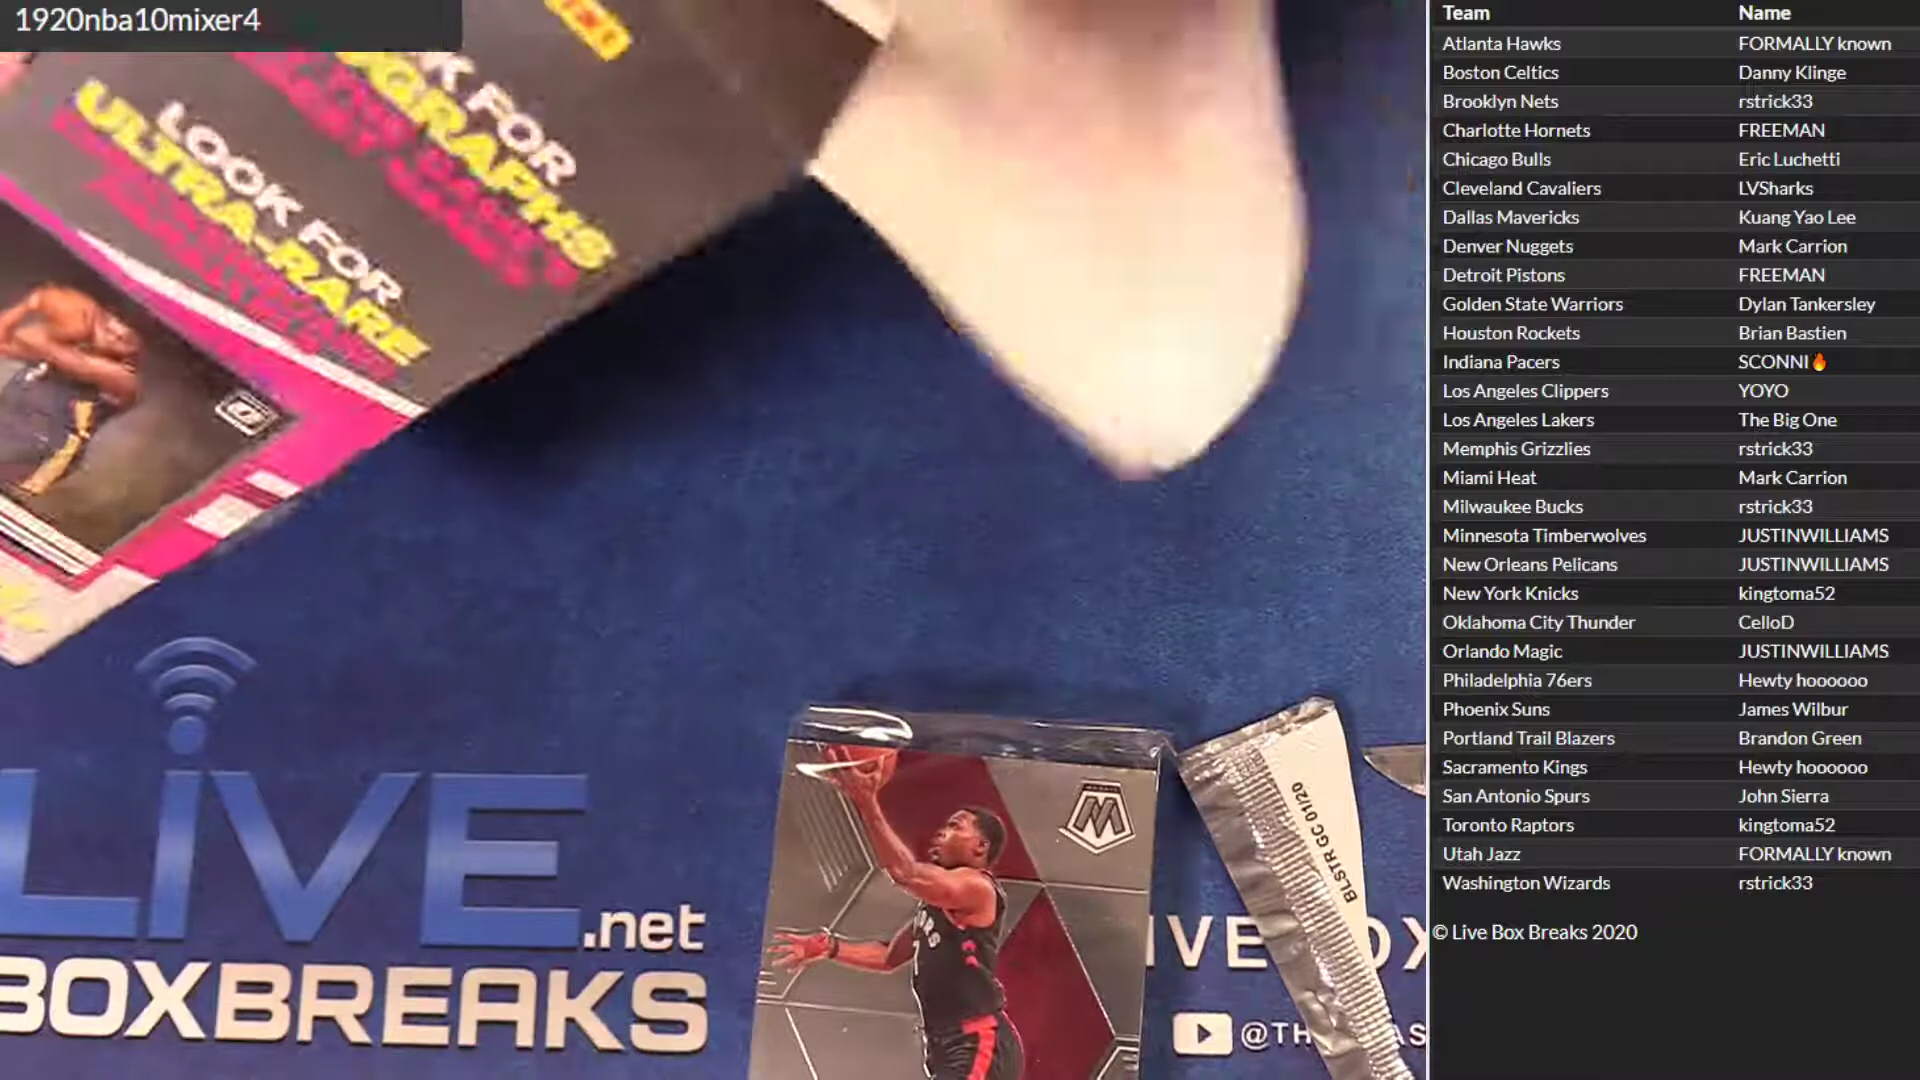 1920nba10mixer4
LOOK FOR
ULTRA-RARE
K FOR
OGRAPHS
LIVE
.net
BOXBREAKS
M
ORS
BLSTR GC 01/20
IVE
OX
@TH
AS
Team Name
Atlanta Hawks FORMALLY known
Boston Celtics Danny Klinge
Brooklyn Nets rstrick33
Charlotte Hornets FREEMAN
Chicago Bulls Eric Luchetti
Cleveland Cavaliers LVSharks
Dallas Mavericks Kuang Yao Lee
Denver Nuggets Mark Carrion
Detroit Pistons FREEMAN
Golden State Warriors Dylan Tankersley
Houston Rockets Brian Bastien
Indiana Pacers SCONNI🔥
Los Angeles Clippers YOYO
Los Angeles Lakers The Big One
Memphis Grizzlies rstrick33
Miami Heat Mark Carrion
Milwaukee Bucks rstrick33
Minnesota Timberwolves JUSTINWILLIAMS
New Orleans Pelicans JUSTINWILLIAMS
New York Knicks kingtoma52
Oklahoma City Thunder CelloD
Orlando Magic JUSTINWILLIAMS
Philadelphia 76ers Hewty hoooooo
Phoenix Suns James Wilbur
Portland Trail Blazers Brandon Green
Sacramento Kings Hewty hoooooo
San Antonio Spurs John Sierra
Toronto Raptors kingtoma52
Utah Jazz FORMALLY known
Washington Wizards rstrick33
© Live Box Breaks 2020